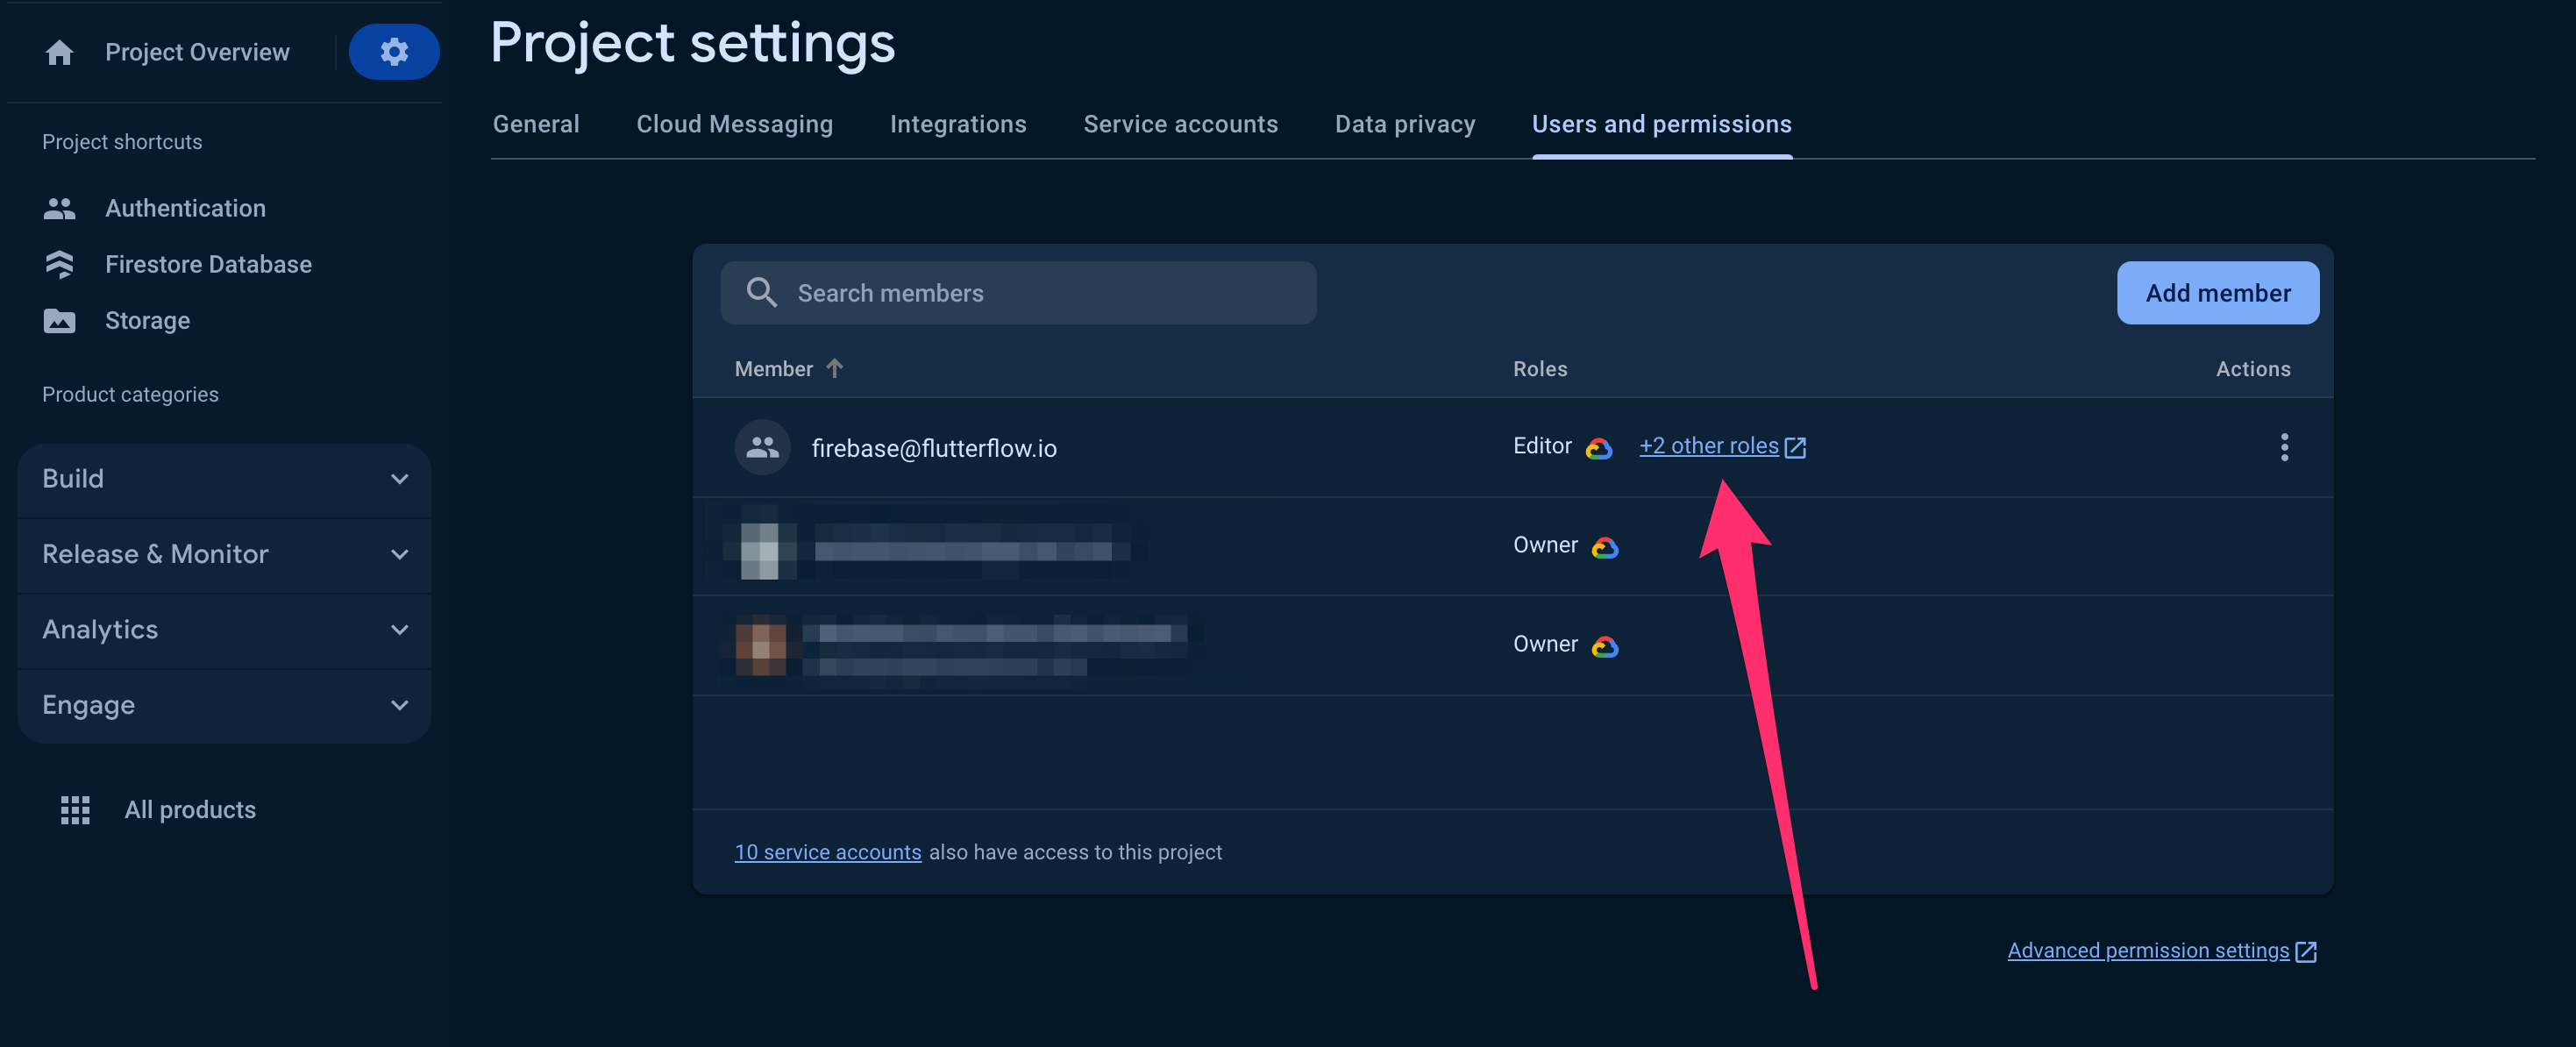 Project Overview
Project shortcuts
Authentication
Firestore Database
Storage
Product categories
Build
Release & Monitor
Analytics
Engage
All products
Project settings
General Cloud Messaging Integrations Service accounts Data privacy Users and permissions
Search members
Add member
Member Roles Actions
firebase@flutterflow.io Editor +2 other roles
Owner
Owner
10 service accounts also have access to this project
Advanced permission settings